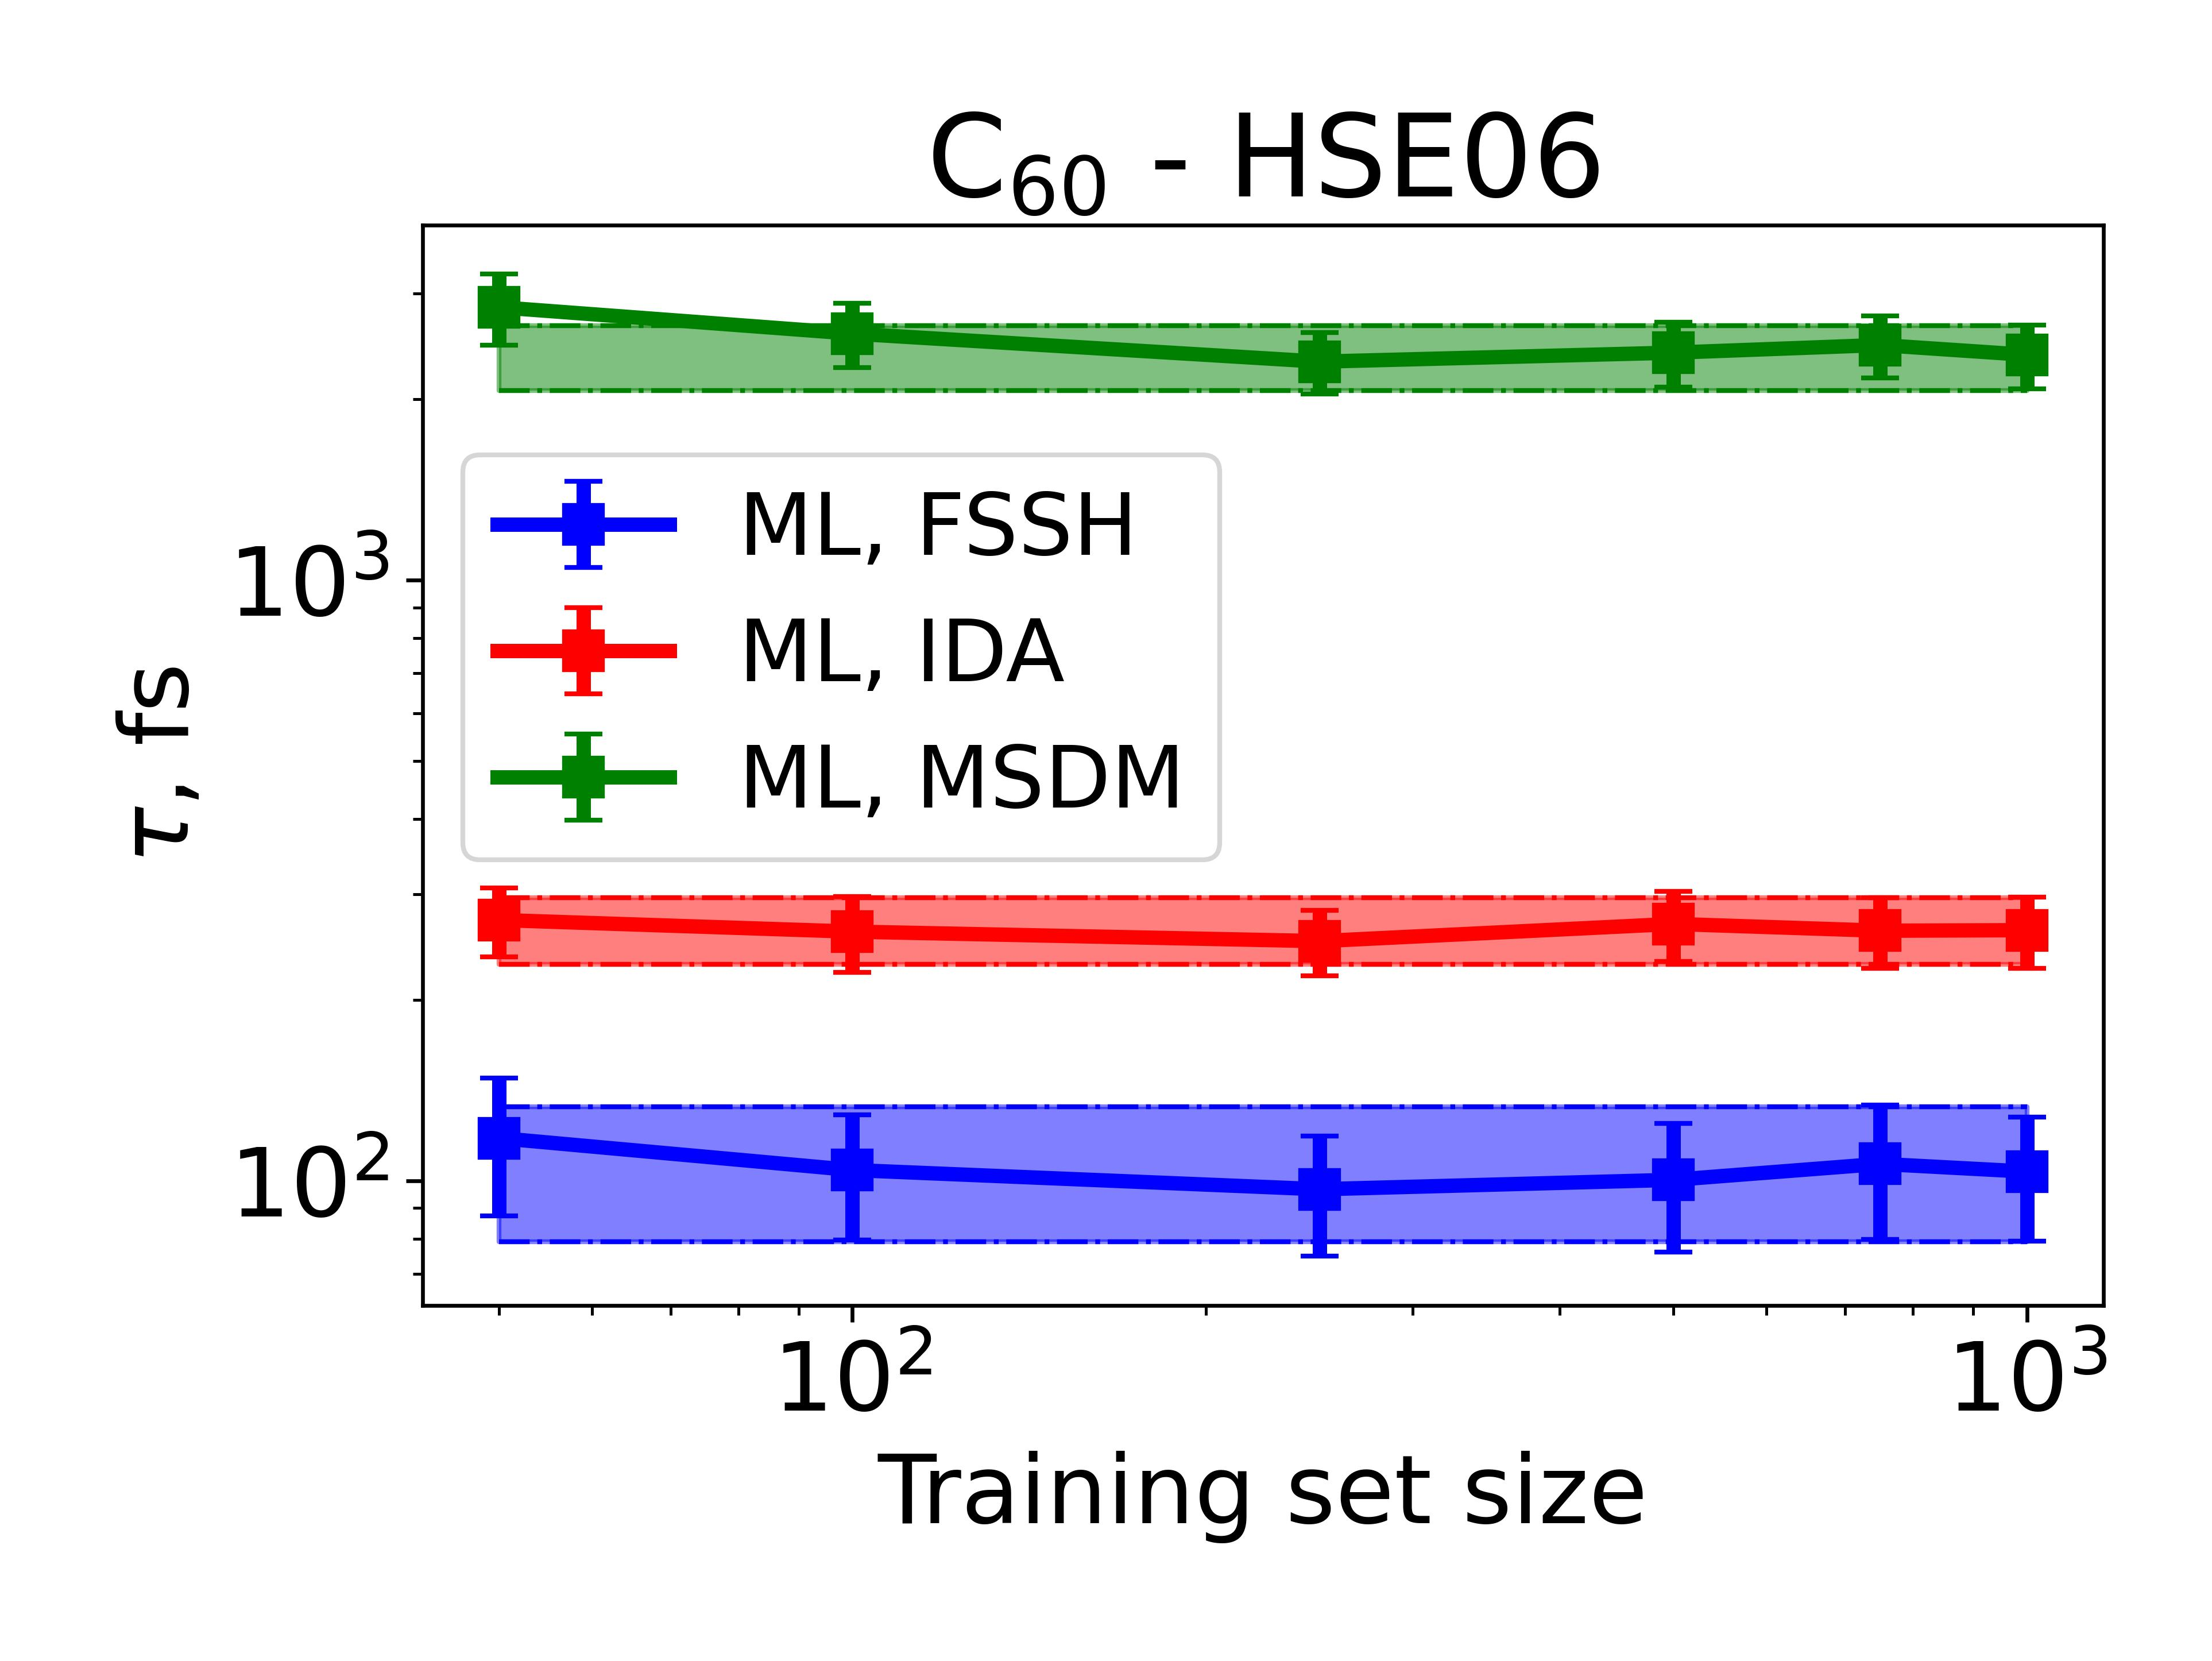 C₆₀ - HSE06
τ, fs
10³
10²
ML, FSSH
ML, IDA
ML, MSDM
10² 10³
Training set size